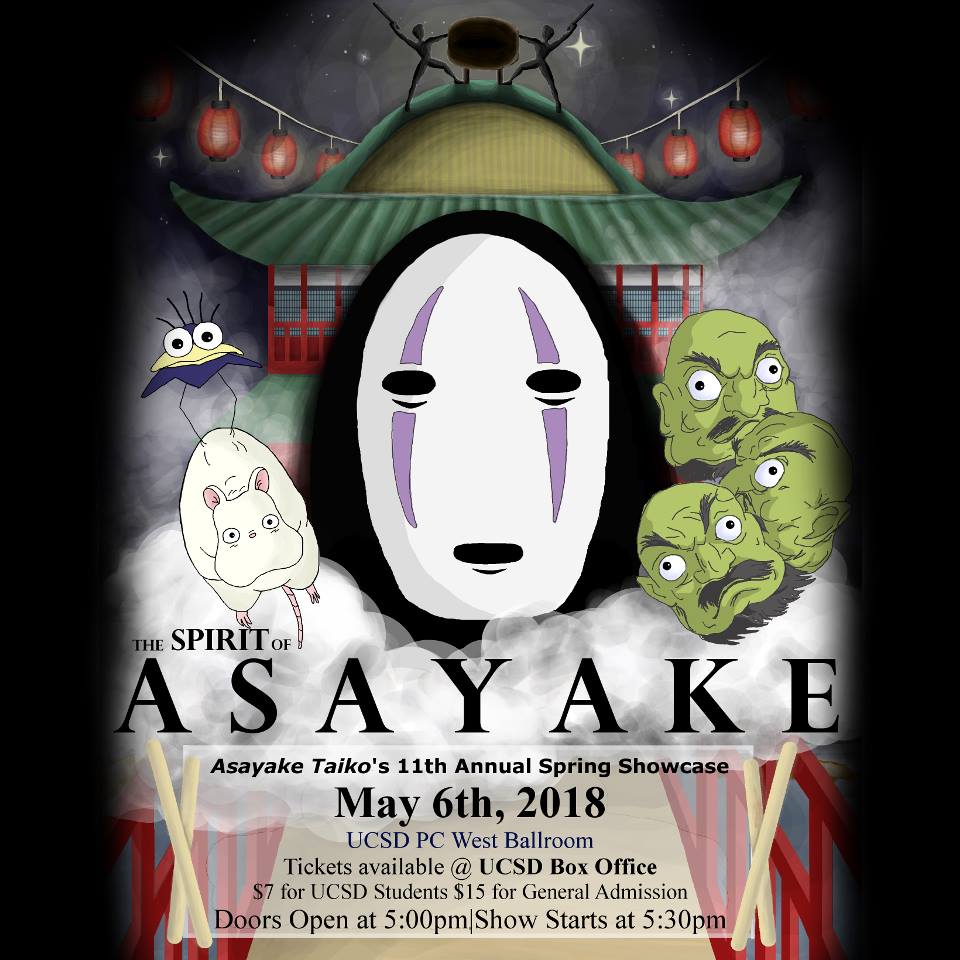 THE SPIRIT OF
ASAYAKE
Asayake Taiko's 11th Annual Spring Showcase
May 6th, 2018
UCSD PC West Ballroom
Tickets available @ UCSD Box Office
$7 for UCSD Students $15 for General Admission
Doors Open at 5:00pm|Show Starts at 5:30pm